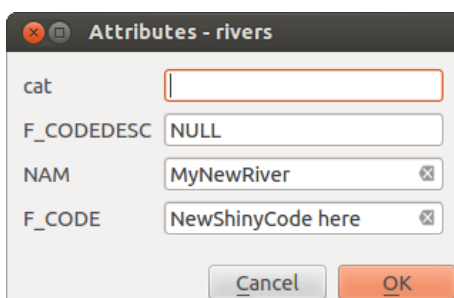 Attributes - rivers
cat
F_CODEDESC NULL
NAM MyNewRiver
F_CODE NewShinyCode here
Cancel OK